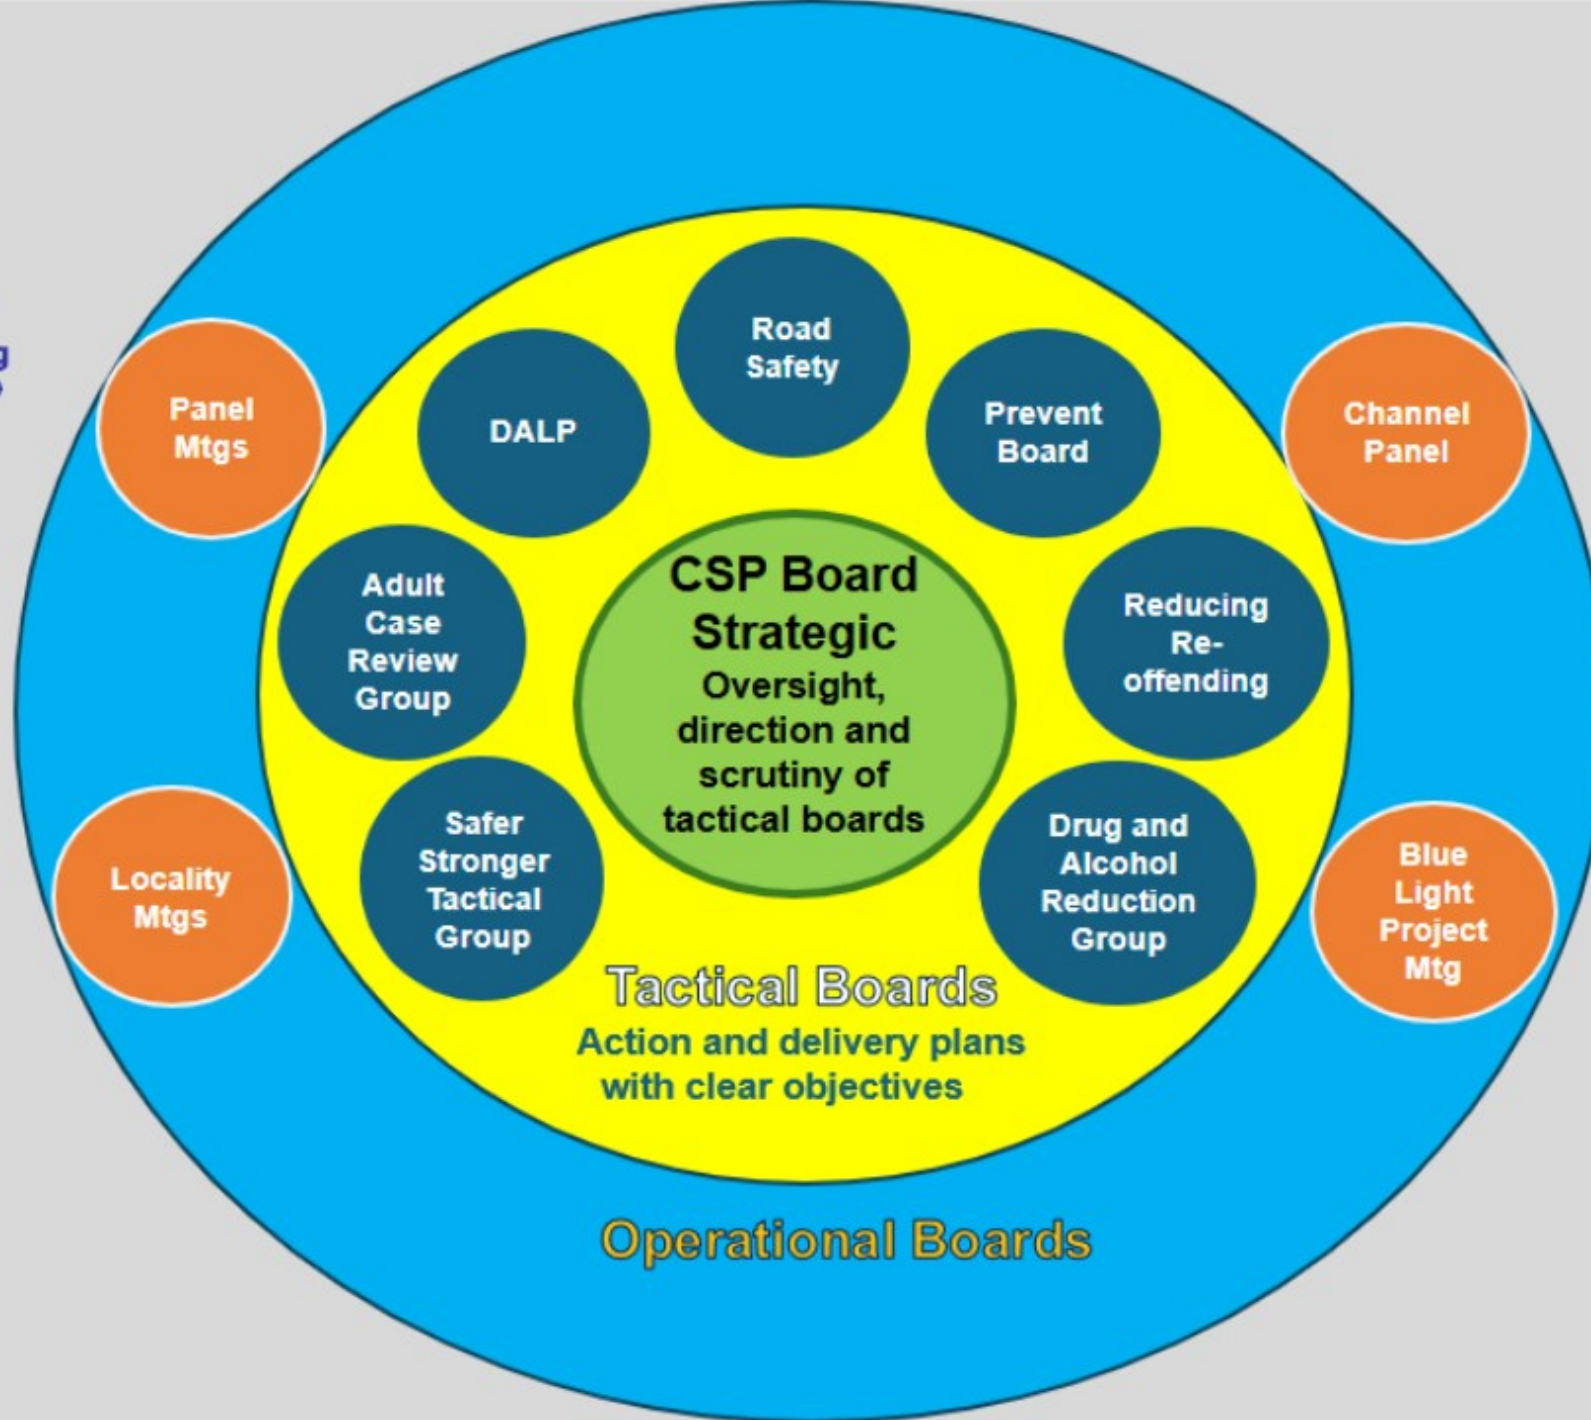 Road
Safety
DALP
Prevent
Board
Panel
Mtgs
Channel
Panel
Adult
Case
Review
Group
CSP Board
Strategic
Oversight,
direction and
scrutiny of
tactical boards
Reducing
Re-
offending
Safer
Stronger
Tactical
Group
Drug and
Alcohol
Reduction
Group
Locality
Mtgs
Blue
Light
Project
Mtg
Tactical Boards
Action and delivery plans
with clear objectives
Operational Boards